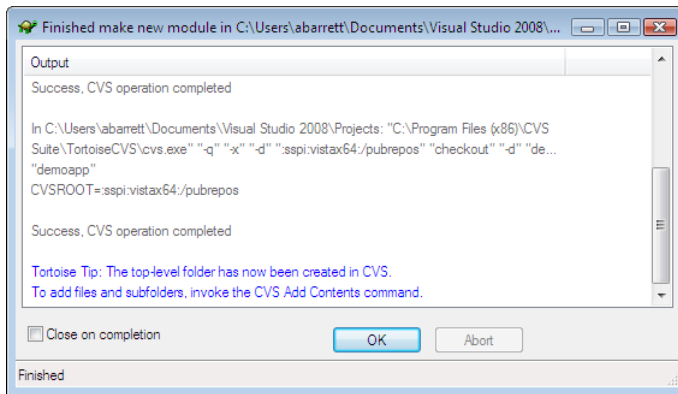 Finished make new module in C:\Users\abarrett\Documents\Visual Studio 2008\...
Output
Success, CVS operation completed
In C:\Users\abarrett\Documents\Visual Studio 2008\Projects: "C:\Program Files (x86)\CVS
Suite\TortoiseCVS\cvs.exe" "-q" "-x" "-d" ":sspi:vistax64:/pubrepos" "checkout" "-d" "de...
"demoapp"
CVSROOT=:sspi:vistax64:/pubrepos
Success, CVS operation completed
Tortoise Tip: The top-level folder has now been created in CVS.
To add files and subfolders, invoke the CVS Add Contents command.
Close on completion
OK
Abort
Finished